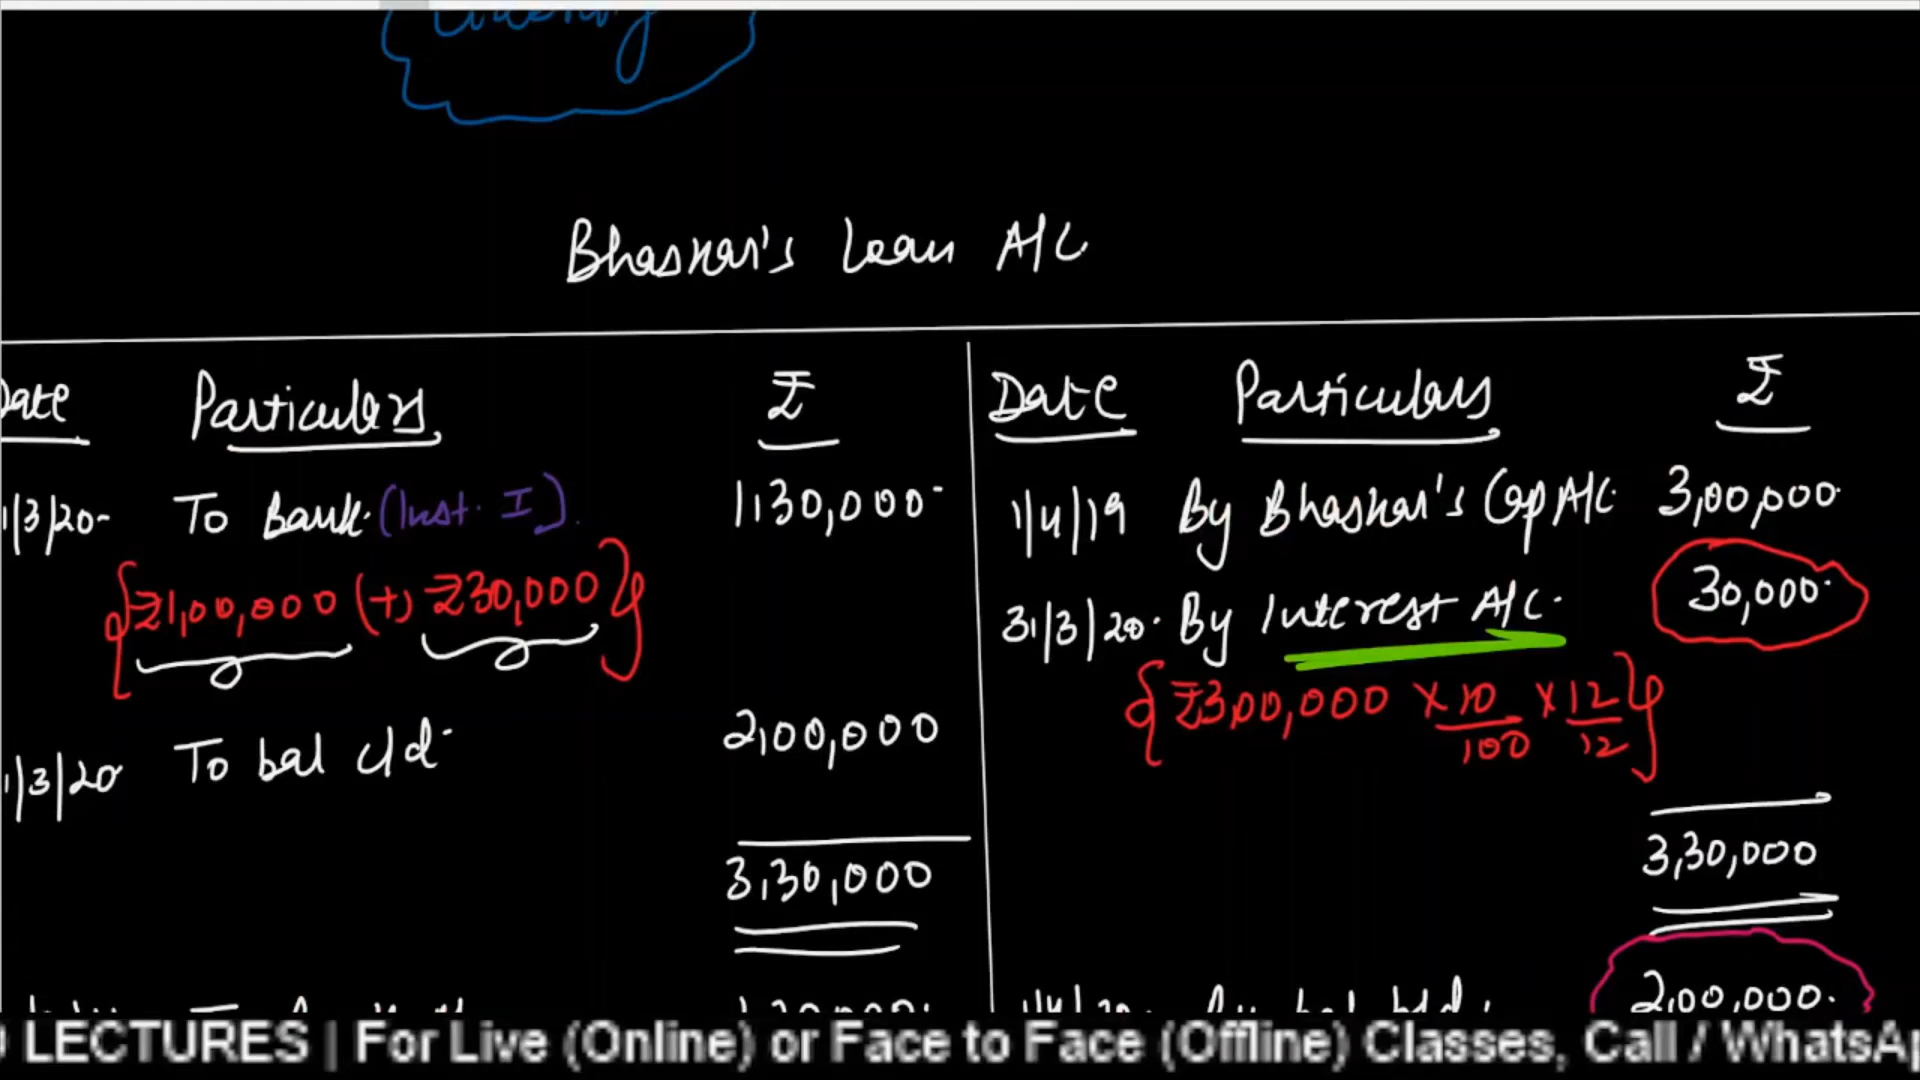 Bhaskar's Loan A/C
Date Particulars ₹ Date Particulars ₹
1/3/20 To Bank (Inst. I) 1,30,000 1/4/19 By Bhaskar's Cap A/C 3,00,000
{₹1,00,000 (+) ₹30,000} 31/3/20 By Interest A/C 30,000
{₹3,00,000 × 10/100 × 12/12}
1/3/20 To bal c/d 2,00,000
3,30,000 3,30,000
By bal b/d 2,00,000
LECTURES | For Live (Online) or Face to Face (Offline) Classes, Call / WhatsAp